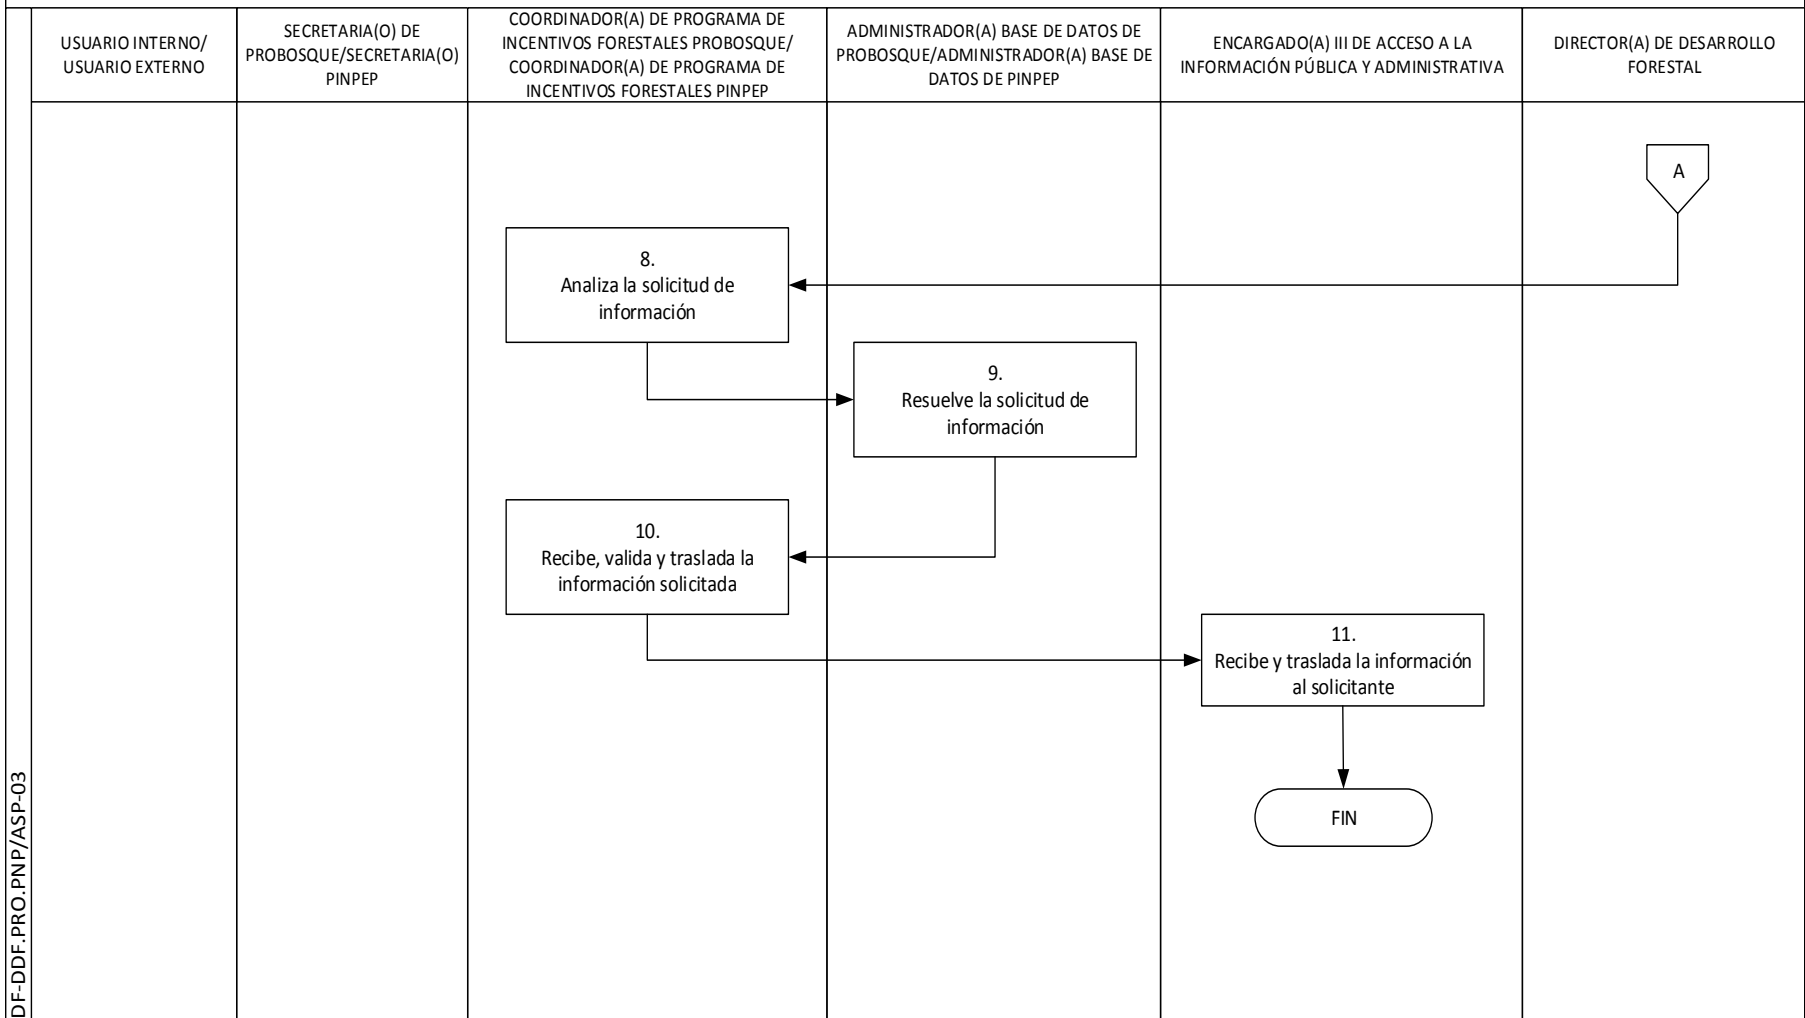 USUARIO INTERNO/
USUARIO EXTERNO
SECRETARIA(O) DE
PROBOSQUE/SECRETARIA(O)
PINPEP
COORDINADOR(A) DE PROGRAMA DE
INCENTIVOS FORESTALES PROBOSQUE/
COORDINADOR(A) DE PROGRAMA DE
INCENTIVOS FORESTALES PINPEP
ADMINISTRADOR(A) BASE DE DATOS DE
PROBOSQUE/ADMINISTRADOR(A) BASE DE
DATOS DE PINPEP
ENCARGADO(A) III DE ACCESO A LA
INFORMACIÓN PÚBLICA Y ADMINISTRATIVA
DIRECTOR(A) DE DESARROLLO
FORESTAL
A
8.
Analiza la solicitud de
información
9.
Resuelve la solicitud de
información
10.
Recibe, valida y traslada la
información solicitada
11.
Recibe y traslada la información
al solicitante
FIN
DF-DDF.PRO.PNP/ASP-03